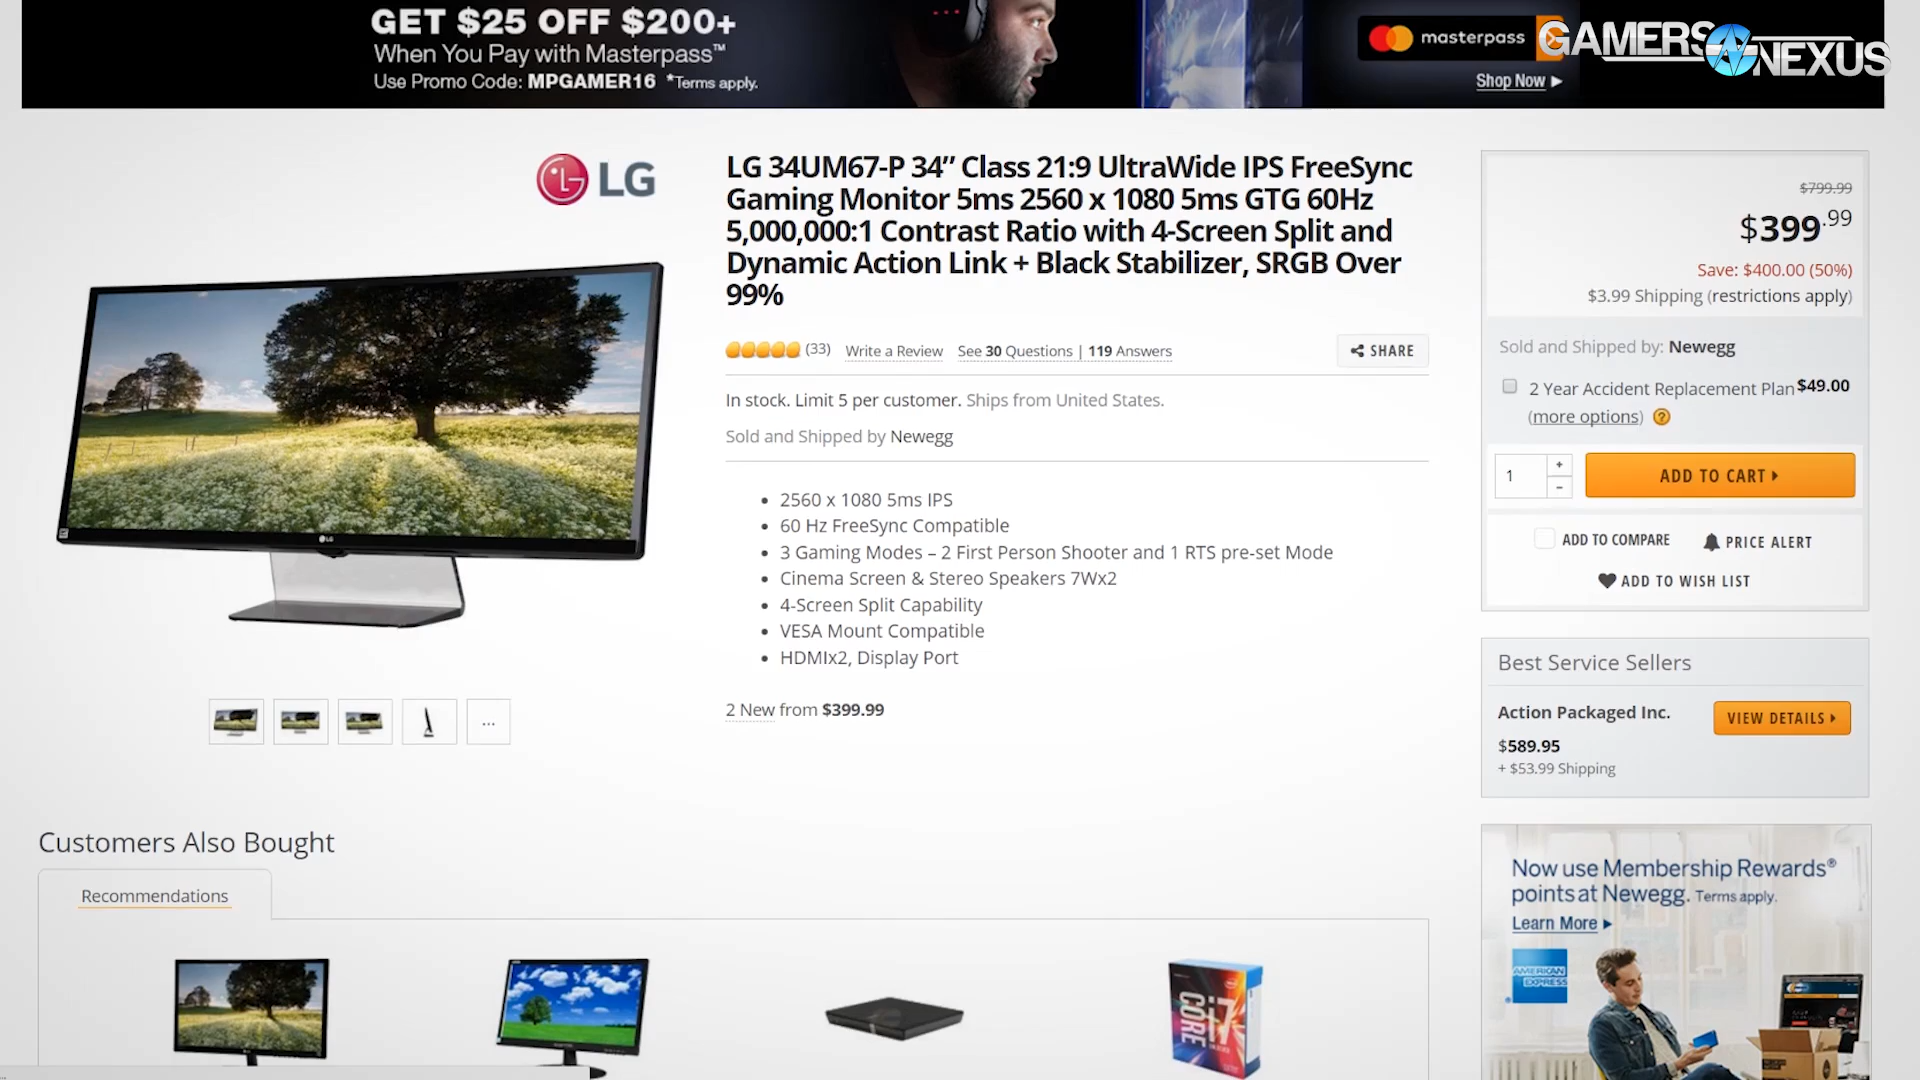 GET $25 OFF $200+
When You Pay with Masterpass™
Use Promo Code: MPGAMER16 *Terms apply.
masterpass
Shop Now ▶
GAMERS NEXUS
LG
LG 34UM67-P 34” Class 21:9 UltraWide IPS FreeSync
Gaming Monitor 5ms 2560 x 1080 5ms GTG 60Hz
5,000,000:1 Contrast Ratio with 4-Screen Split and
Dynamic Action Link + Black Stabilizer, SRGB Over
99%
(33) Write a Review See 30 Questions | 119 Answers
SHARE
In stock. Limit 5 per customer. Ships from United States.
Sold and Shipped by Newegg
• 2560 x 1080 5ms IPS
• 60 Hz FreeSync Compatible
• 3 Gaming Modes – 2 First Person Shooter and 1 RTS pre-set Mode
• Cinema Screen & Stereo Speakers 7Wx2
• 4-Screen Split Capability
• VESA Mount Compatible
• HDMIx2, Display Port
2 New from $399.99
...
$799.99
$399.99
Save: $400.00 (50%)
$3.99 Shipping (restrictions apply)
Sold and Shipped by: Newegg
2 Year Accident Replacement Plan $49.00
(more options) ?
1 + -
ADD TO CART
ADD TO COMPARE
PRICE ALERT
ADD TO WISH LIST
Best Service Sellers
Action Packaged Inc.
VIEW DETAILS
$589.95
+ $53.99 Shipping
Customers Also Bought
Recommendations
Now use Membership Rewards®
points at Newegg. Terms apply.
Learn More ▶
AMERICAN
EXPRESS
LG
CORE i7